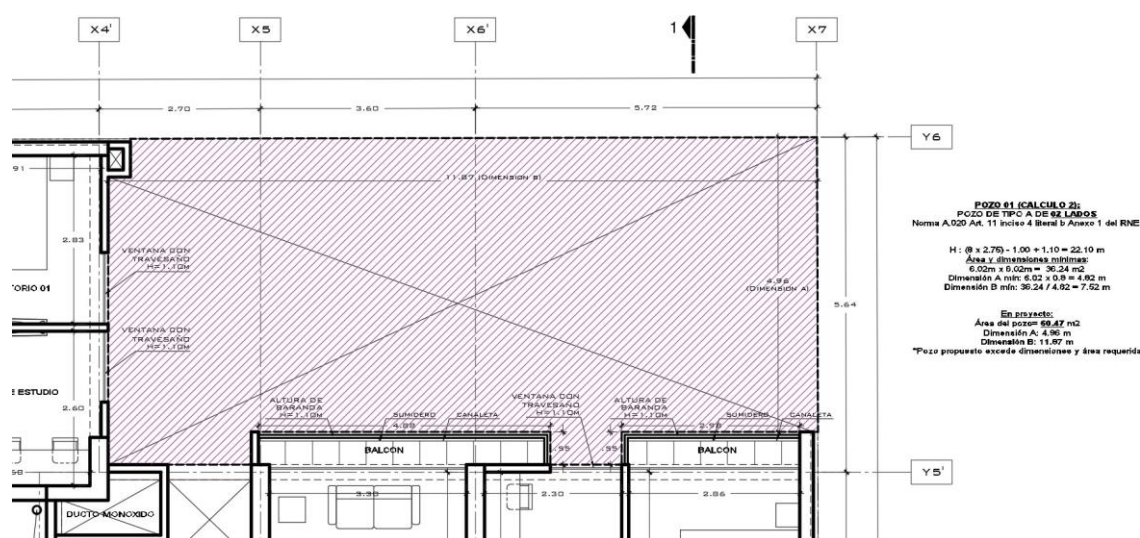 X4' X5 X6' 1 X7
2.70 3.60 5.72
Y6
91
11.87 (DIMENSION B)
2.83
VENTANA CON
TRAVESAÑO
H=1.10M
TORIO 01
4.96
(DIMENSION A)
5.64
VENTANA CON
TRAVESAÑO
H=1.10M
E ESTUDIO
2.60
ALTURA DE
BARANDA
H=1.10M
SUMIDERO
CANALETA
4.88
VENTANA CON
TRAVESAÑO
H=1.10M
ALTURA DE
BARANDA
H=1.10M
SUMIDERO
CANALETA
2.98
BALCON
.55
.55
BALCON
Y5'
3.30
2.30
2.86
DUCTO MONOXIDO
POZO 01 (CALCULO 2):
POZO DE TIPO A DE 02 LADOS
Norma A.020 Art. 11 inciso 4 literal b Anexo 1 del RNE
H : (8 x 2.75) - 1.00 + 1.10 = 22.10 m
Área y dimensiones mínimas:
6.02m x 6.02m = 36.24 m2
Dimensión A mín: 6.02 x 0.8 = 4.82 m
Dimensión B mín: 36.24 / 4.82 = 7.52 m
En proyecto:
Área del pozo= 60.47 m2
Dimensión A: 4.96 m
Dimensión B: 11.87 m
*Pozo propuesto excede dimensiones y área requerida